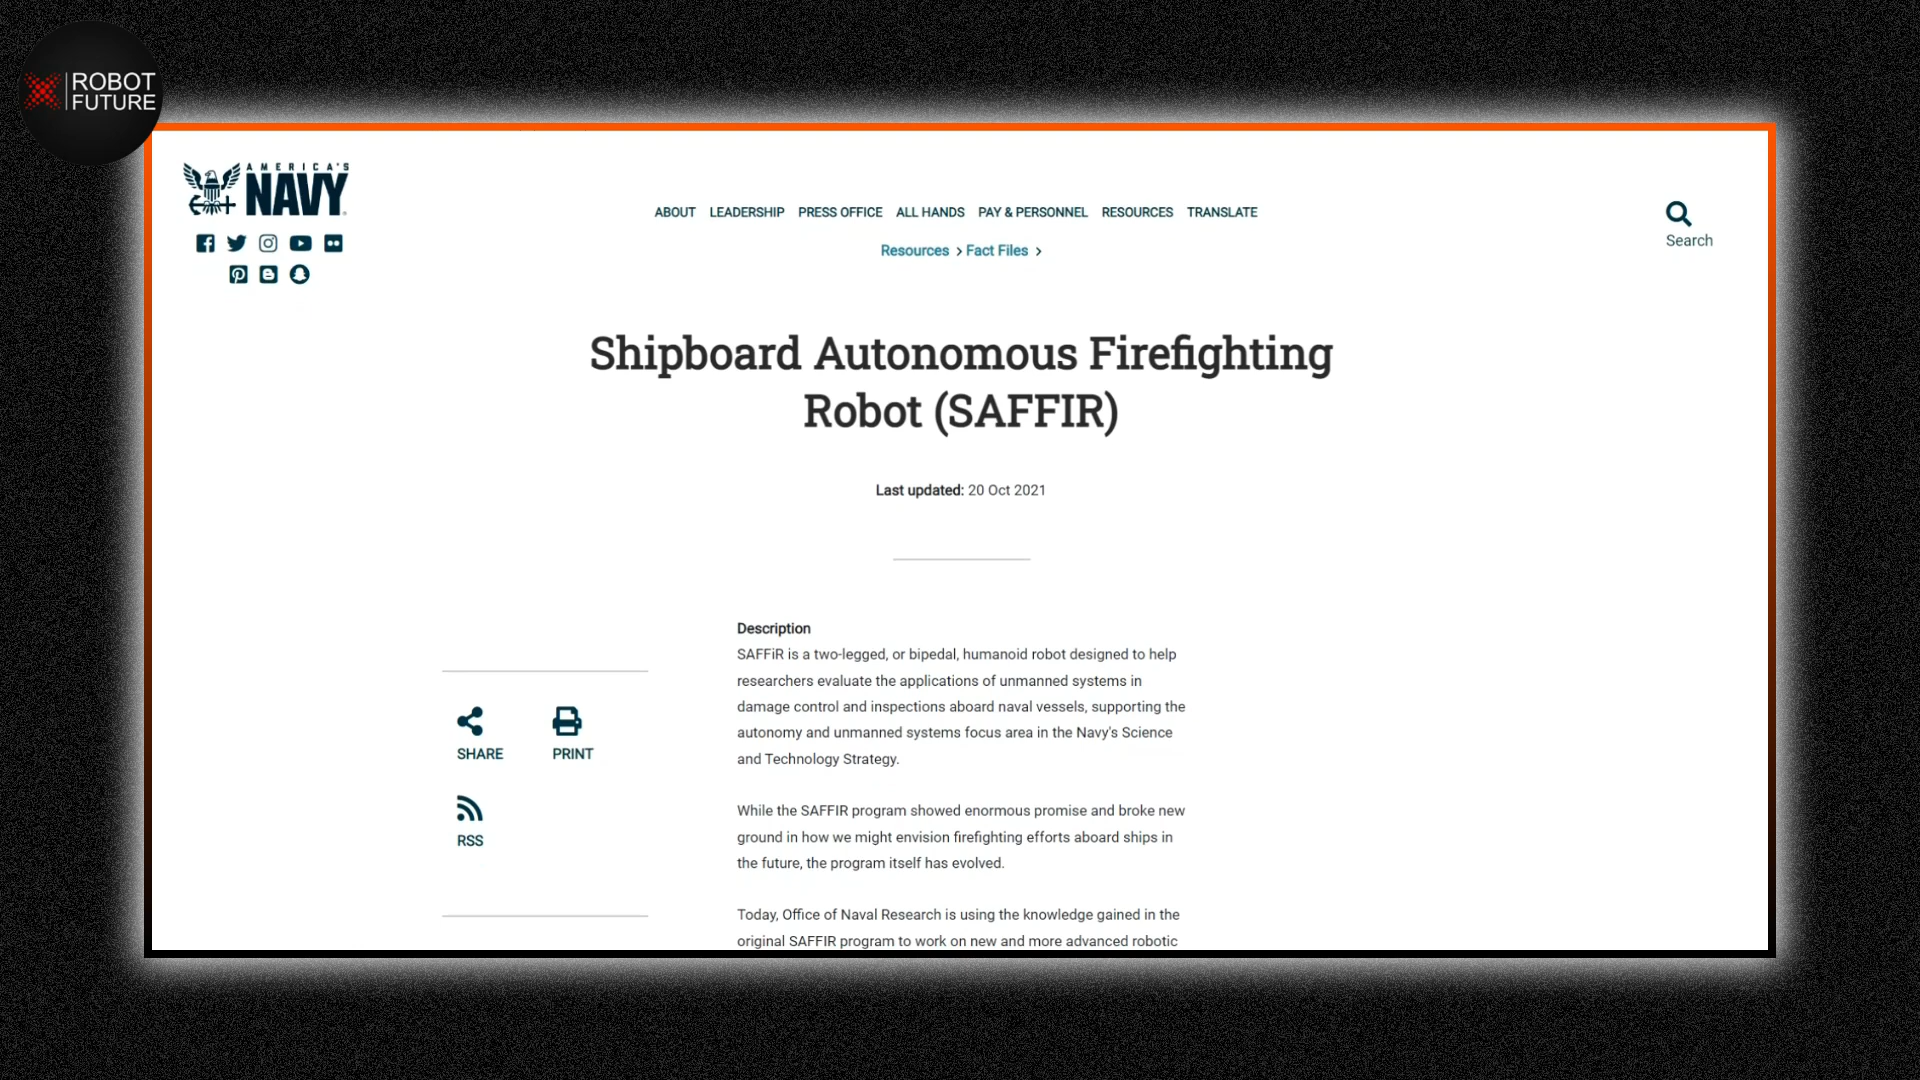 ROBOT
FUTURE
AMERICA'S
NAVY
ABOUT LEADERSHIP PRESS OFFICE ALL HANDS PAY & PERSONNEL RESOURCES TRANSLATE
Resources > Fact Files >
Search
Shipboard Autonomous Firefighting
Robot (SAFFIR)
Last updated: 20 Oct 2021
SHARE PRINT
RSS
Description
SAFFiR is a two-legged, or bipedal, humanoid robot designed to help
researchers evaluate the applications of unmanned systems in
damage control and inspections aboard naval vessels, supporting the
autonomy and unmanned systems focus area in the Navy's Science
and Technology Strategy.
While the SAFFIR program showed enormous promise and broke new
ground in how we might envision firefighting efforts aboard ships in
the future, the program itself has evolved.
Today, Office of Naval Research is using the knowledge gained in the
original SAFFIR program to work on new and more advanced robotic